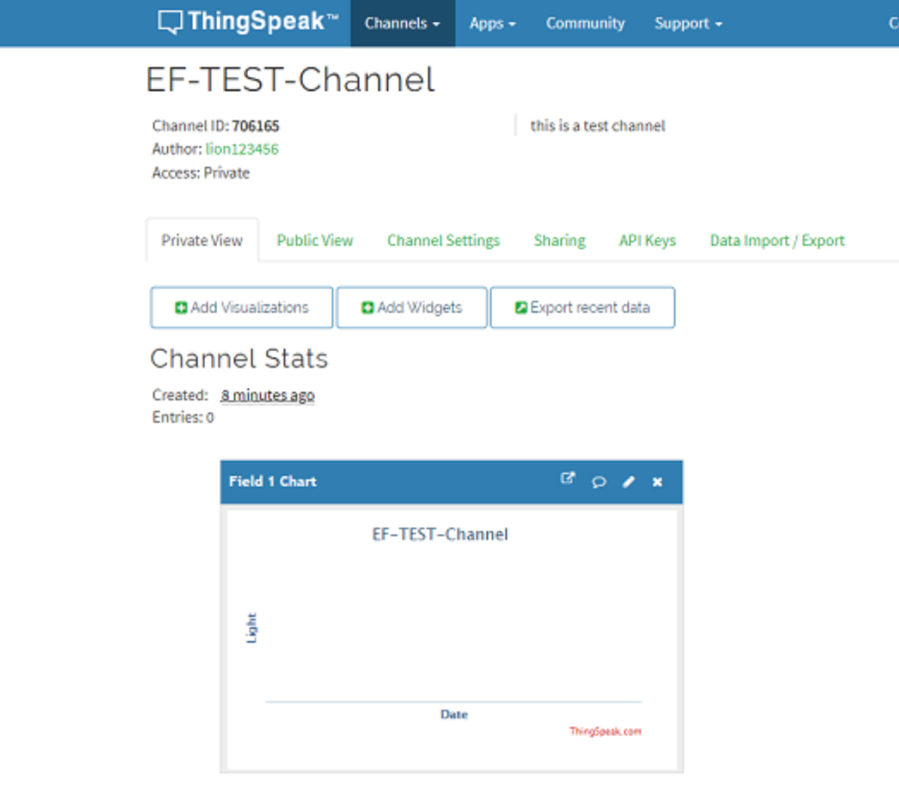 ThingSpeak™ Channels Apps Community Support
EF-TEST-Channel
Channel ID: 706165
this is a test channel
Author: lion123456
Access: Private
Private View Public View Channel Settings Sharing API Keys Data Import / Export
Add Visualizations Add Widgets Export recent data
Channel Stats
Created: 8 minutes ago
Entries: 0
Field 1 Chart
EF-TEST-Channel
Light
Date
ThingSpeak.com